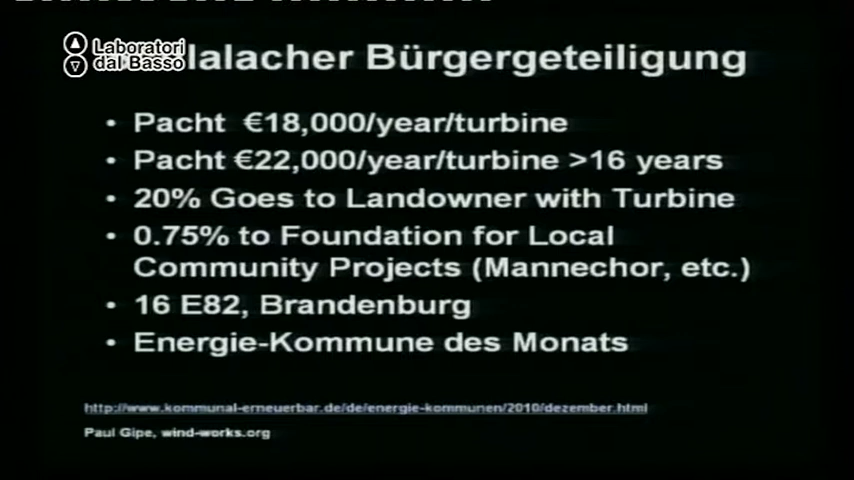 Laboratori
dal Basso
lalacher Bürgergeteiligung
• Pacht €18,000/year/turbine
• Pacht €22,000/year/turbine >16 years
• 20% Goes to Landowner with Turbine
• 0.75% to Foundation for Local
Community Projects (Mannechor, etc.)
• 16 E82, Brandenburg
• Energie-Kommune des Monats
http://www.kommunal-erneuerbar.de/de/energie-kommunen/2010/dezember.html
Paul Gipe, wind-works.org